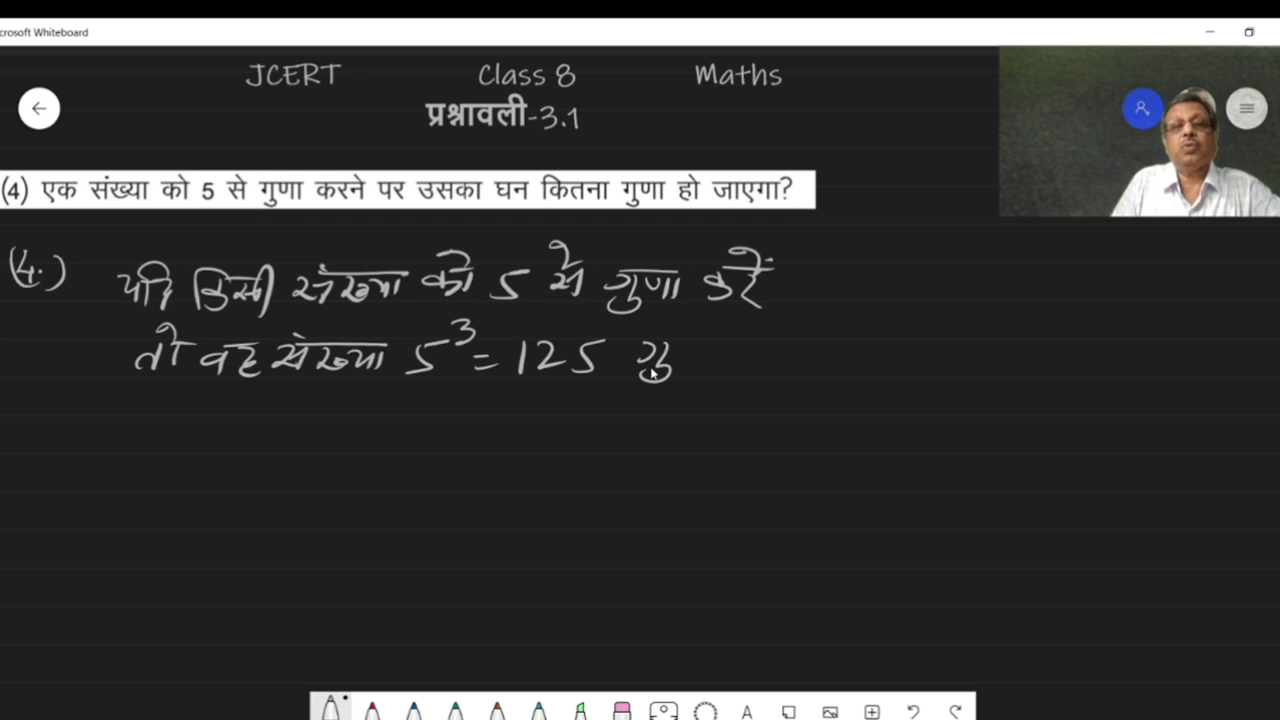 crosoft Whiteboard
JCERT Class 8 Maths
प्रश्नावली-3.1
(4) एक संख्या को 5 से गुणा करने पर उसका घन कितना गुणा हो जाएगा?
(4.) यदि किसी संख्या को 5 से गुणा करें
तो वह संख्या 5³ = 125 गु